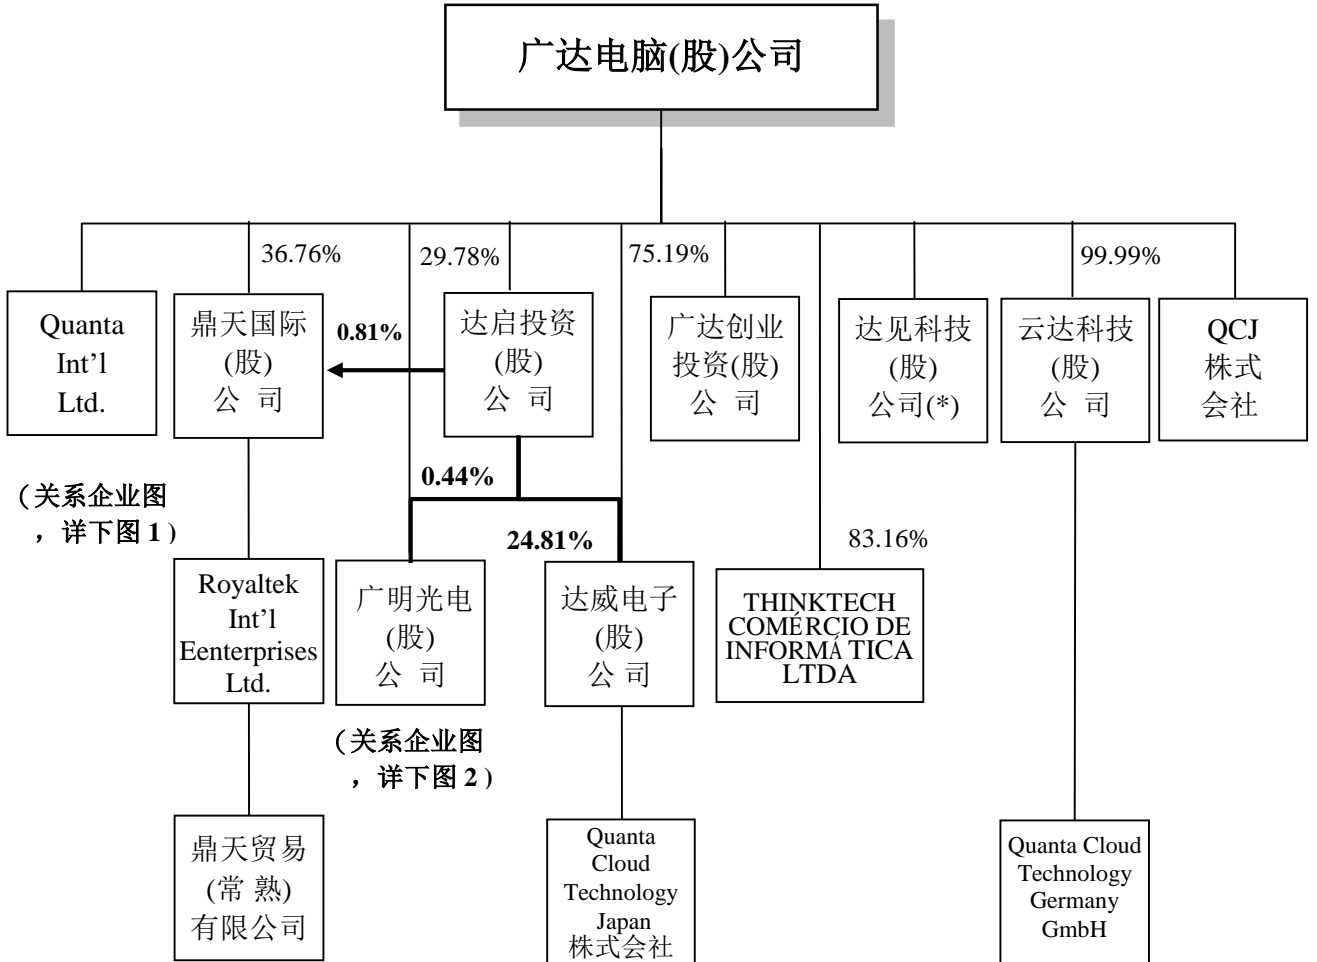 广达电脑(股)公司
36.76%
29.78%
75.19%
99.99%
Quanta
Int’l
Ltd.
鼎天国际
(股)
公 司
0.81%
达启投资
(股)
公 司
广达创业
投资(股)
公 司
达见科技
(股)
公司(*)
云达科技
(股)
公 司
QCJ
株式
会社
(关系企业图
，详下图 1)
0.44%
24.81%
83.16%
Royaltek
Int’l
Eenterprises
Ltd.
广明光电
(股)
公 司
达威电子
(股)
公 司
THINKTECH
COMÉRCIO DE
INFORMÁ TICA
LTDA
(关系企业图
，详下图 2)
鼎天贸易
(常 熟)
有限公司
Quanta
Cloud
Technology
Japan
株式会社
Quanta Cloud
Technology
Germany
GmbH